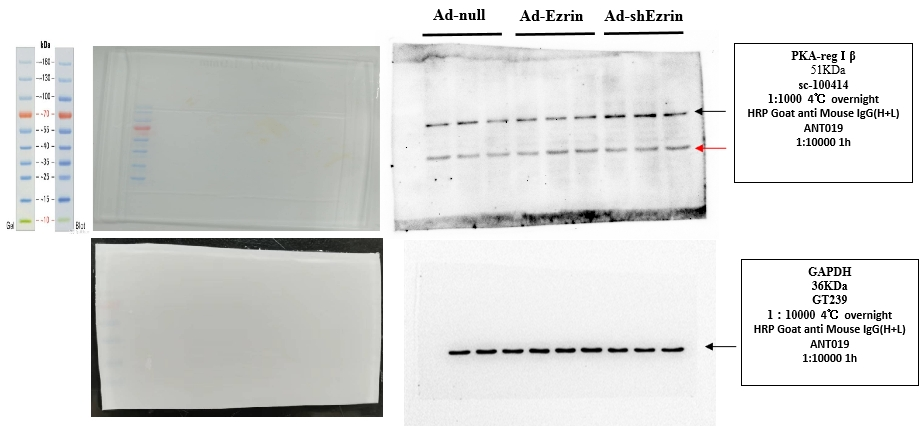 Ad-null Ad-Ezrin Ad-shEzrin
kDa
~180
~130
~100
~70
~55
~40
~35
~25
~15
~10
Gel Blot
PKA-reg I β
51KDa
sc-100414
1:1000 4℃ overnight
HRP Goat anti Mouse IgG(H+L)
ANT019
1:10000 1h
GAPDH
36KDa
GT239
1：10000 4℃ overnight
HRP Goat anti Mouse IgG(H+L)
ANT019
1:10000 1h